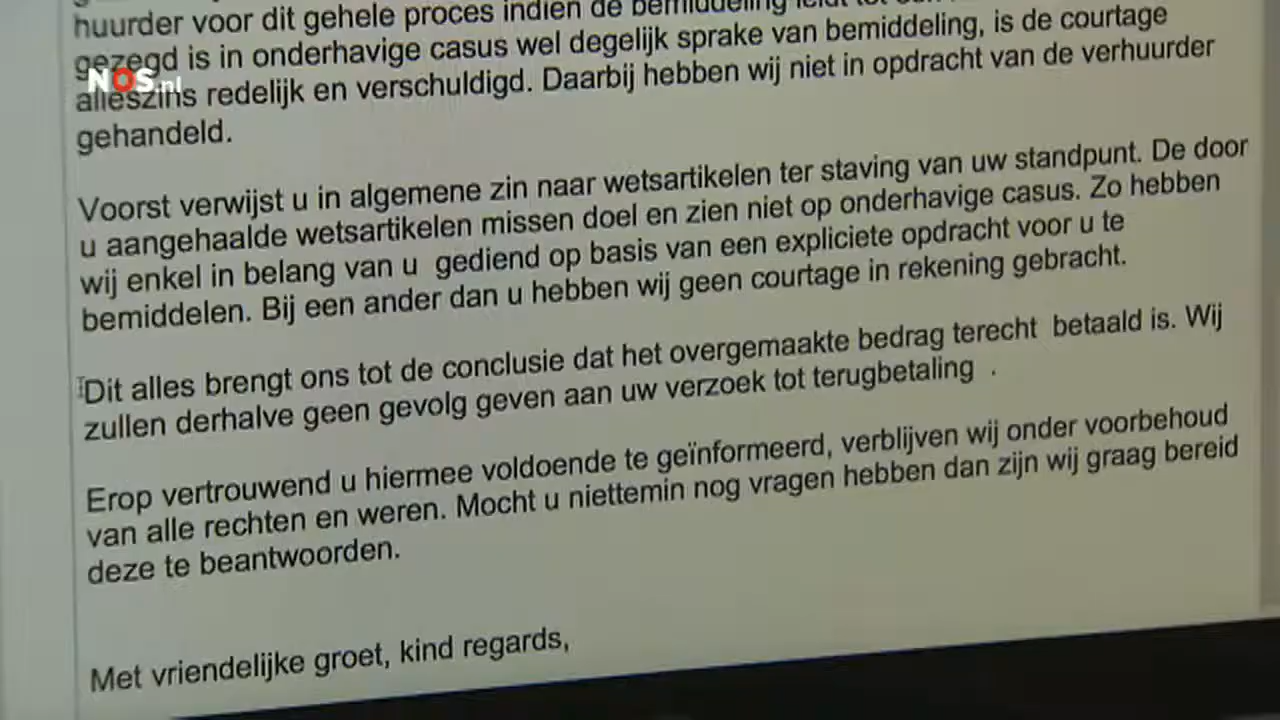 huurder voor dit gehele proces indien de bemiddeling leidt tot
gezegd is in onderhavige casus wel degelijk sprake van bemiddeling, is de courtage
NOS.nl
alleszins redelijk en verschuldigd. Daarbij hebben wij niet in opdracht van de verhuurder
gehandeld.
Voorst verwijst u in algemene zin naar wetsartikelen ter staving van uw standpunt. De door
u aangehaalde wetsartikelen missen doel en zien niet op onderhavige casus. Zo hebben
wij enkel in belang van u gediend op basis van een expliciete opdracht voor u te
bemiddelen. Bij een ander dan u hebben wij geen courtage in rekening gebracht.
Dit alles brengt ons tot de conclusie dat het overgemaakte bedrag terecht betaald is. Wij
zullen derhalve geen gevolg geven aan uw verzoek tot terugbetaling .
Erop vertrouwend u hiermee voldoende te geïnformeerd, verblijven wij onder voorbehoud
van alle rechten en weren. Mocht u niettemin nog vragen hebben dan zijn wij graag bereid
deze te beantwoorden.
Met vriendelijke groet, kind regards,